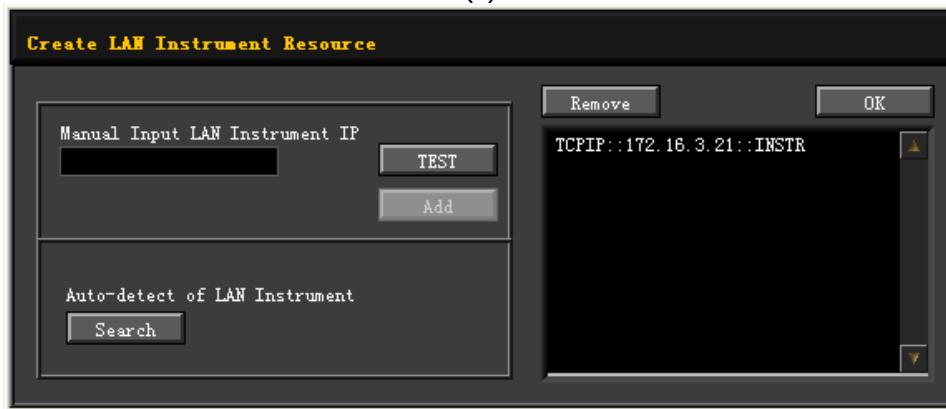 Create LAN Instrument Resource
Manual Input LAN Instrument IP
TEST
Add
Auto-detect of LAN Instrument
Search
Remove
OK
TCPIP::172.16.3.21::INSTR